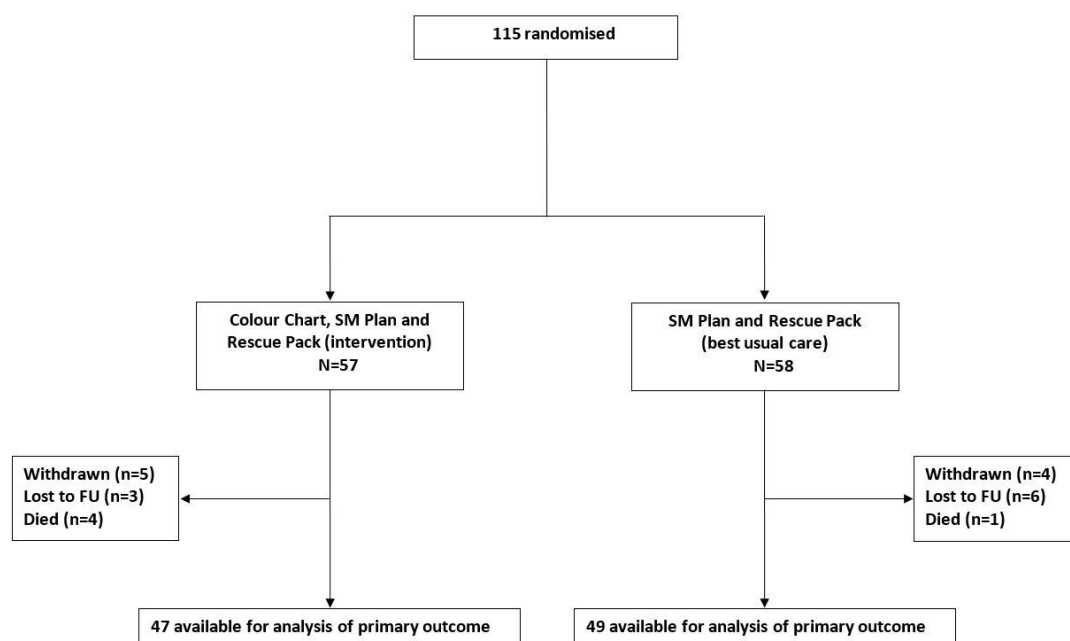 115 randomised
Colour Chart, SM Plan and
Rescue Pack (intervention)
N=57
SM Plan and Rescue Pack
(best usual care)
N=58
Withdrawn (n=5)
Lost to FU (n=3)
Died (n=4)
Withdrawn (n=4)
Lost to FU (n=6)
Died (n=1)
47 available for analysis of primary outcome
49 available for analysis of primary outcome